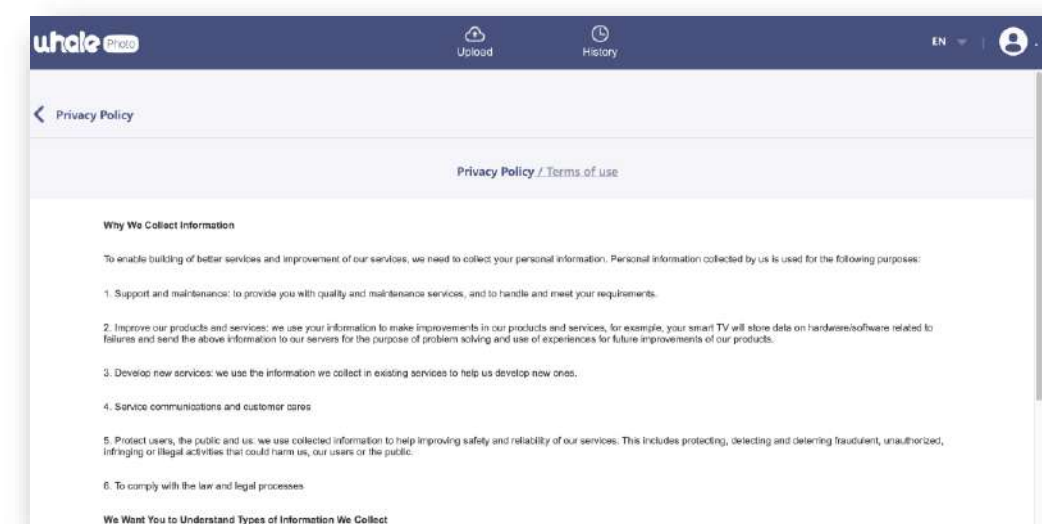 whale Photo
Upload
History
EN
Privacy Policy
Privacy Policy / Terms of use
Why We Collect Information
To enable building of better services and improvement of our services, we need to collect your personal information. Personal information collected by us is used for the following purposes:
1. Support and maintenance: to provide you with quality and maintenance services, and to handle and meet your requirements.
2. Improve our products and services: we use your information to make improvements in our products and services, for example, your smart TV will store data on hardware/software related to
failures and send the above information to our servers for the purpose of problem solving and use of experiences for future improvements of our products.
3. Develop new services: we use the information we collect in existing services to help us develop new ones.
4. Service communications and customer cares
5. Protect users, the public and us: we use collected information to help improving safety and reliability of our services. This includes protecting, detecting and deterring fraudulent, unauthorized,
infringing or illegal activities that could harm us, our users or the public.
6. To comply with the law and legal processes
We Want You to Understand Types of Information We Collect